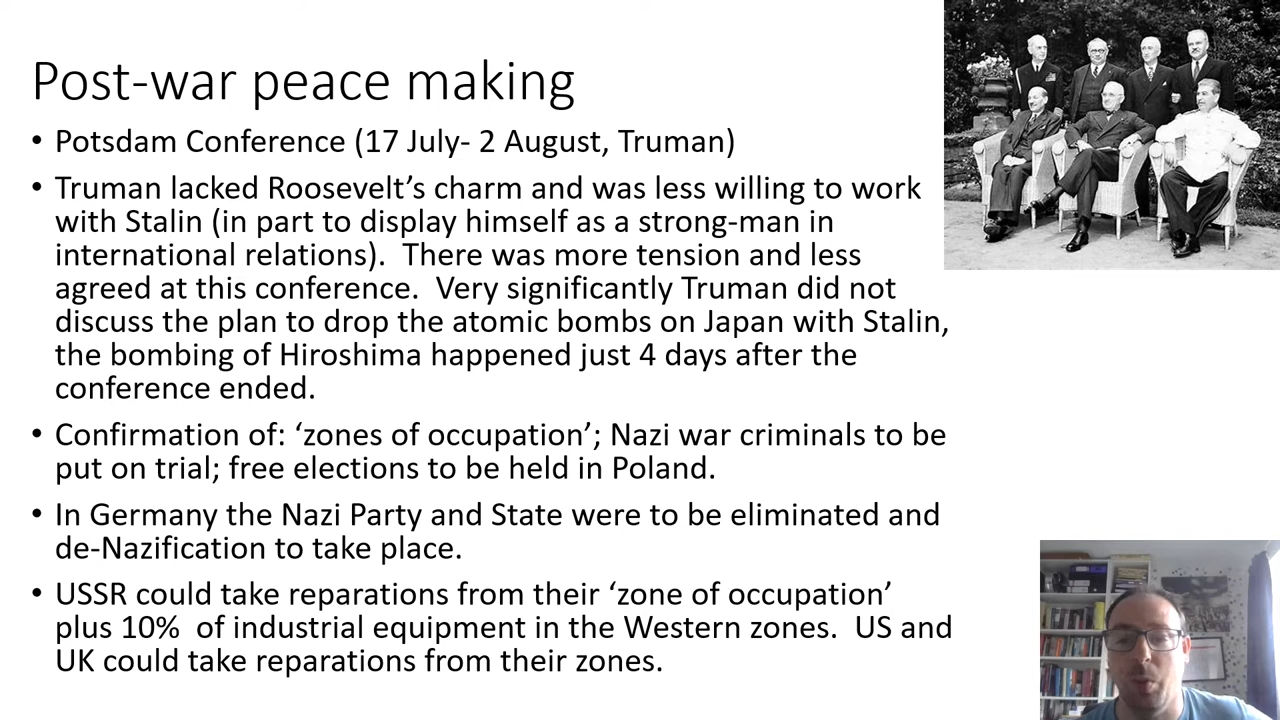 Post-war peace making
• Potsdam Conference (17 July- 2 August, Truman)
• Truman lacked Roosevelt’s charm and was less willing to work
with Stalin (in part to display himself as a strong-man in
international relations).  There was more tension and less
agreed at this conference.  Very significantly Truman did not
discuss the plan to drop the atomic bombs on Japan with Stalin,
the bombing of Hiroshima happened just 4 days after the
conference ended.
• Confirmation of: ‘zones of occupation’; Nazi war criminals to be
put on trial; free elections to be held in Poland.
• In Germany the Nazi Party and State were to be eliminated and
de-Nazification to take place.
• USSR could take reparations from their ‘zone of occupation’
plus 10%  of industrial equipment in the Western zones.  US and
UK could take reparations from their zones.